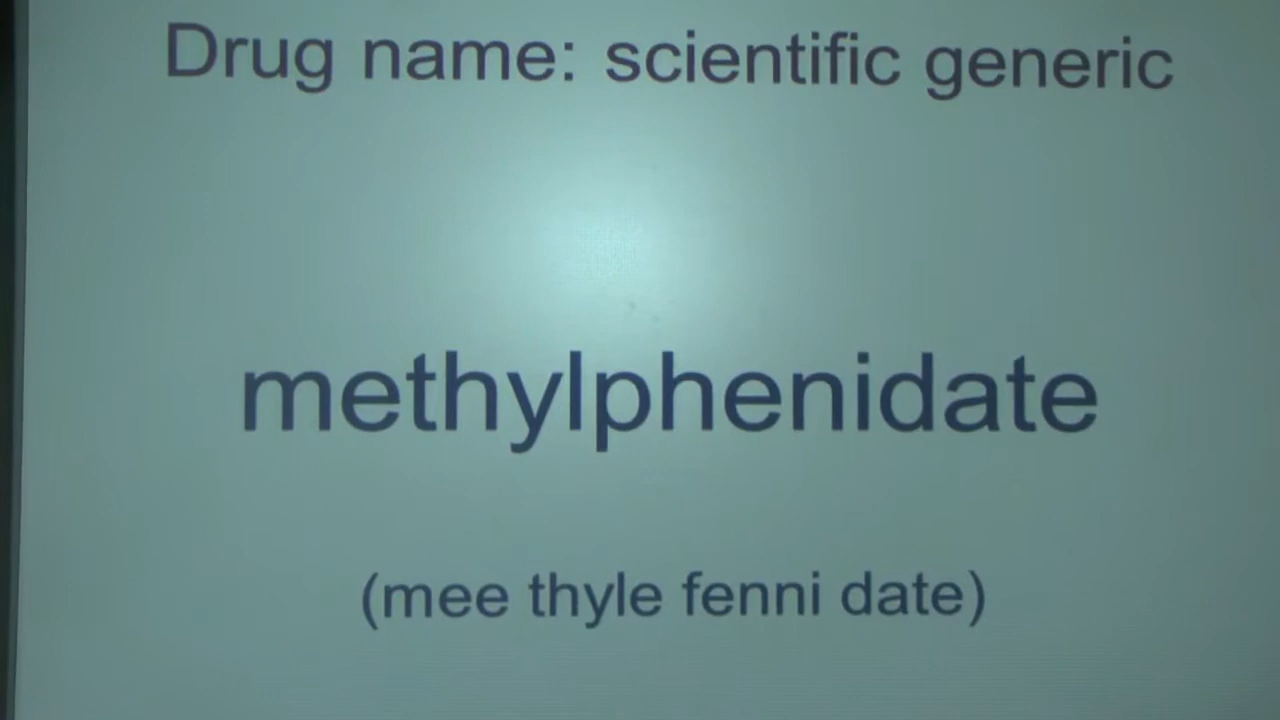 Drug name: scientific generic
methylphenidate
(mee thyle fenni date)